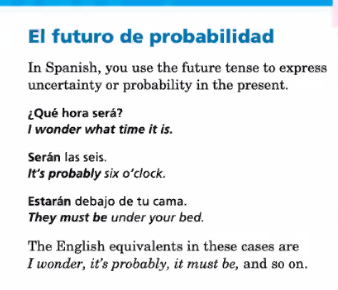 El futuro de probabilidad
In Spanish, you use the future tense to express
uncertainty or probability in the present.
¿Qué hora será?
I wonder what time it is.
Serán las seis.
It's probably six o'clock.
Estarán debajo de tu cama.
They must be under your bed.
The English equivalents in these cases are
I wonder, it's probably, it must be, and so on.